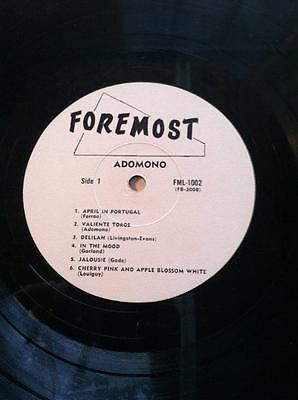 FOREMOST
ADOMONO
Side 1
FML-1002
(FB-3008)
1. APRIL IN PORTUGAL
(Ferrao)
2. VALIENTE TOROS
(Adomono)
3. DELILAH (Livingston-Evans)
4. IN THE MOOD
(Garland)
5. JALOUSIE (Gade)
6. CHERRY PINK AND APPLE BLOSSOM WHITE
(Louiguy)